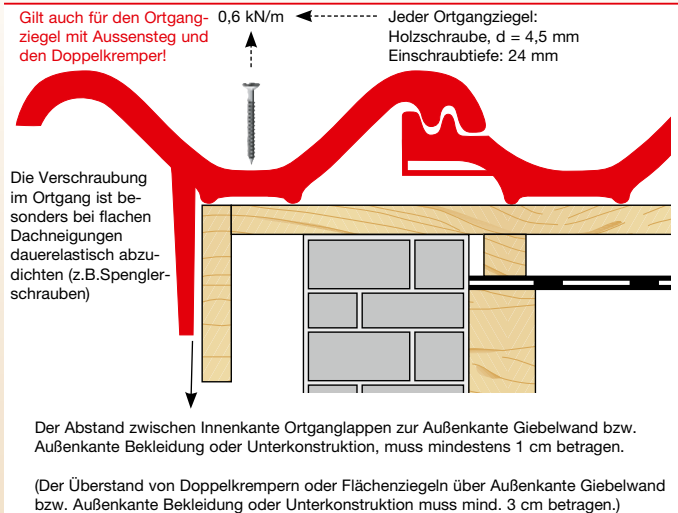 Gilt auch für den Ortgang-
ziegel mit Aussensteg und
den Doppelkremper!
0,6 kN/m
Jeder Ortgangziegel:
Holzschraube, d = 4,5 mm
Einschraubtiefe: 24 mm
Die Verschraubung
im Ortgang ist be-
sonders bei flachen
Dachneigungen
dauerelastisch abzu-
dichten (z.B.Spengler-
schrauben)
Der Abstand zwischen Innenkante Ortganglappen zur Außenkante Giebelwand bzw.
Außenkante Bekleidung oder Unterkonstruktion, muss mindestens 1 cm betragen.
(Der Überstand von Doppelkrempern oder Flächenziegeln über Außenkante Giebelwand
bzw. Außenkante Bekleidung oder Unterkonstruktion muss mind. 3 cm betragen.)